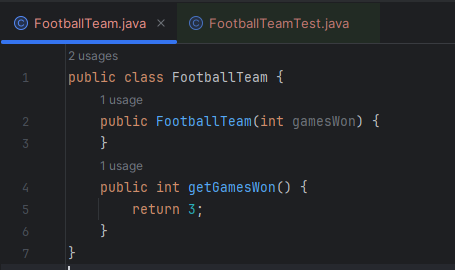 FootballTeam.java × FootballTeamTest.java
2 usages
1 public class FootballTeam {
1 usage
2 public FootballTeam(int gamesWon) {
3 }
1 usage
4 public int getGamesWon() {
5 return 3;
6 }
7 }